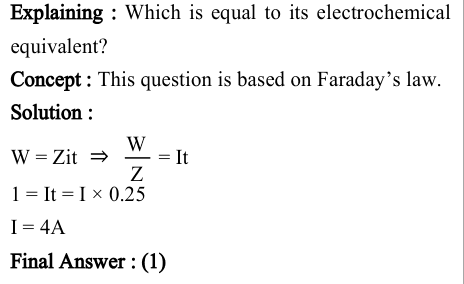 Explaining : Which is equal to its electrochemical
equivalent?
Concept : This question is based on Faraday’s law.
Solution :
W = Zit ⇒ W/Z = It
1 = It = I × 0.25
I = 4A
Final Answer : (1)